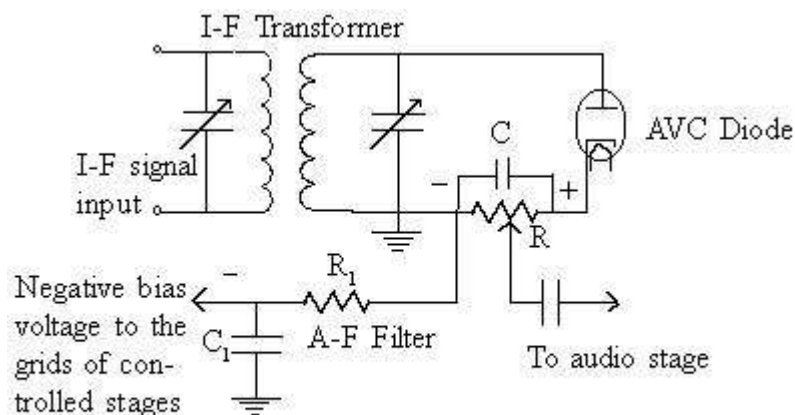 I-F Transformer
C
AVC Diode
I-F signal
input
−
+
R
−
R₁
Negative bias
voltage to the
grids of con-
trolled stages
C₁
A-F Filter
To audio stage